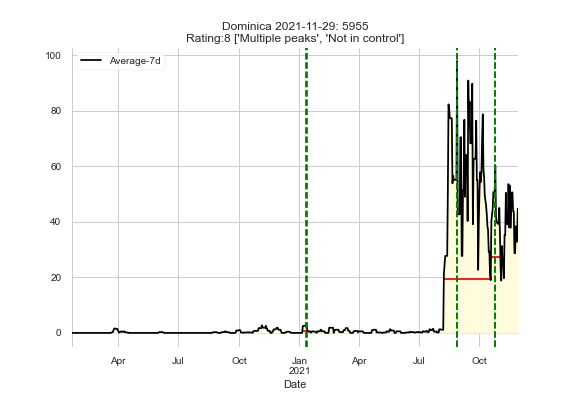 Dominica 2021-11-29: 5955
Rating:8 ['Multiple peaks', 'Not in control']
Average-7d
100
80
60
40
20
0
Apr
Jul
Oct
Jan
2021
Apr
Jul
Oct
Date